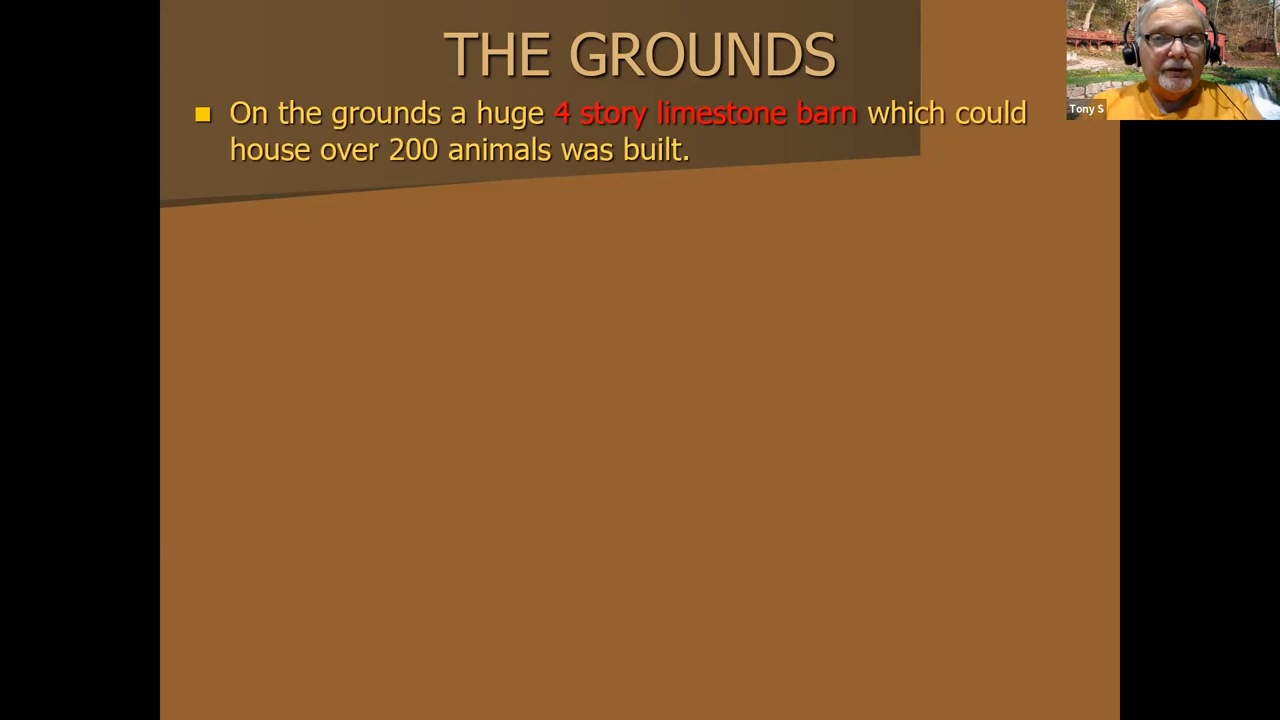 THE GROUNDS
On the grounds a huge 4 story limestone barn which could
house over 200 animals was built.
Tony S